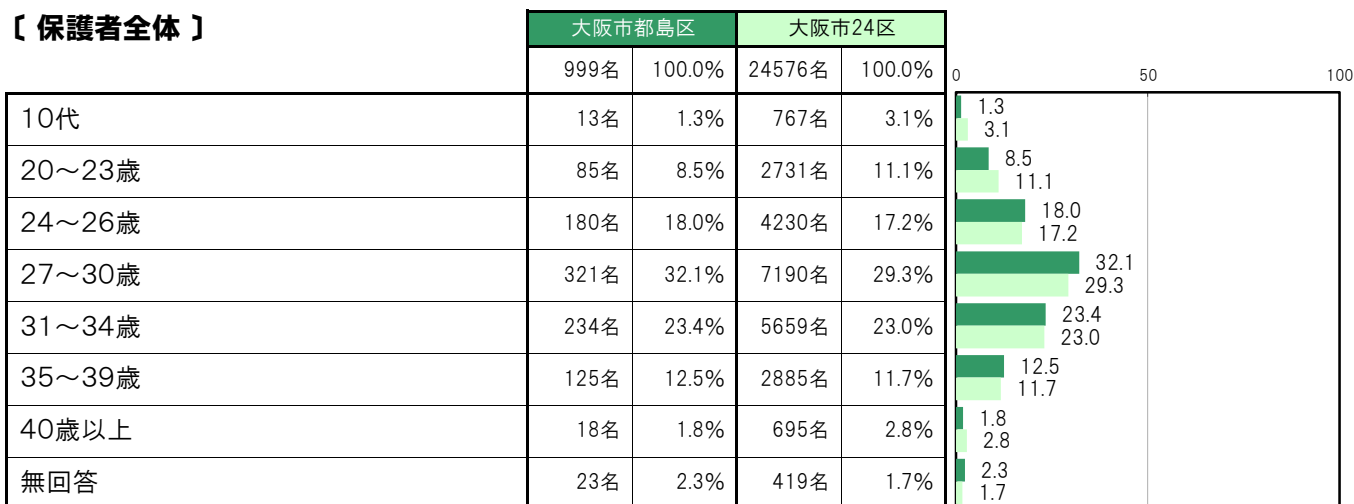 〔 保護者全体 〕
大阪市都島区 大阪市24区
999名 100.0% 24576名 100.0% 0 50 100
10代 13名 1.3% 767名 3.1% 1.3
3.1
20～23歳 85名 8.5% 2731名 11.1% 8.5
11.1
24～26歳 180名 18.0% 4230名 17.2% 18.0
17.2
27～30歳 321名 32.1% 7190名 29.3% 32.1
29.3
31～34歳 234名 23.4% 5659名 23.0% 23.4
23.0
35～39歳 125名 12.5% 2885名 11.7% 12.5
11.7
40歳以上 18名 1.8% 695名 2.8% 1.8
2.8
無回答 23名 2.3% 419名 1.7% 2.3
1.7